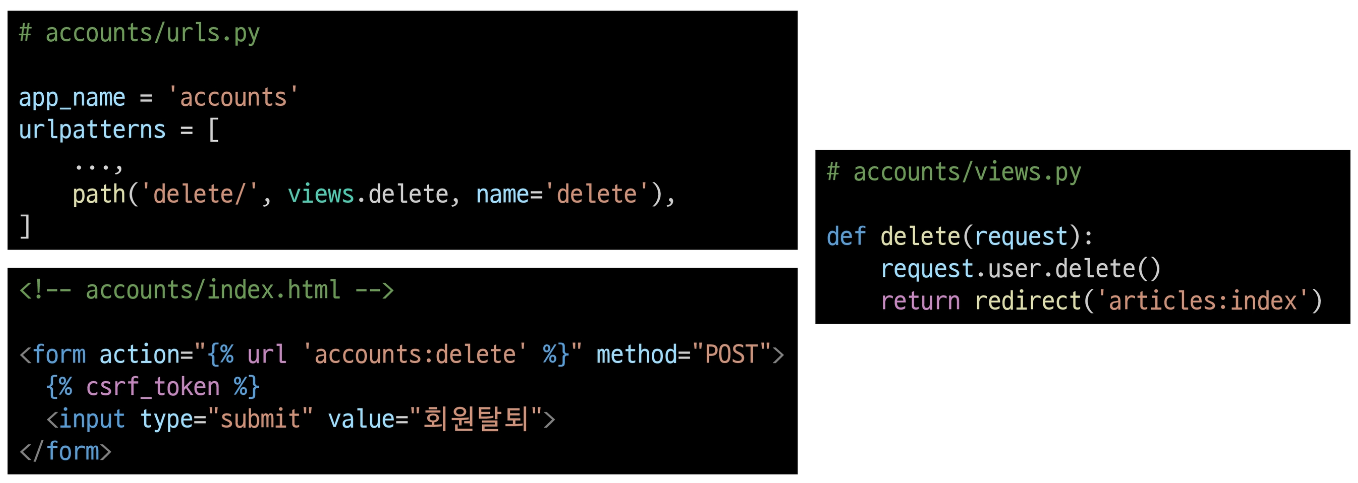 # accounts/urls.py
app_name = 'accounts'
urlpatterns = [
    ...,
    path('delete/', views.delete, name='delete'),
]
<!-- accounts/index.html -->
<form action="{% url 'accounts:delete' %}" method="POST">
  {% csrf_token %}
  <input type="submit" value="회원탈퇴">
</form>
# accounts/views.py
def delete(request):
    request.user.delete()
    return redirect('articles:index')